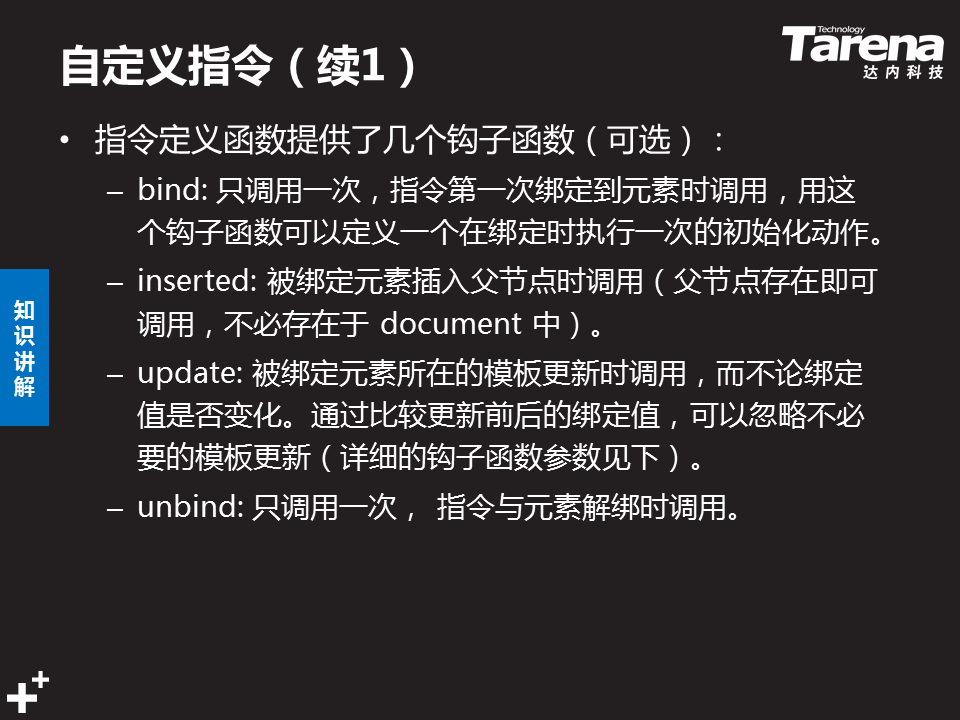 自定义指令（续1）
Technology
Tarena
达内科技
• 指令定义函数提供了几个钩子函数（可选）：
– bind: 只调用一次，指令第一次绑定到元素时调用，用这
个钩子函数可以定义一个在绑定时执行一次的初始化动作。
– inserted: 被绑定元素插入父节点时调用（父节点存在即可
调用，不必存在于 document 中）。
– update: 被绑定元素所在的模板更新时调用，而不论绑定
值是否变化。通过比较更新前后的绑定值，可以忽略不必
要的模板更新（详细的钩子函数参数见下）。
– unbind: 只调用一次， 指令与元素解绑时调用。
知
识
讲
解